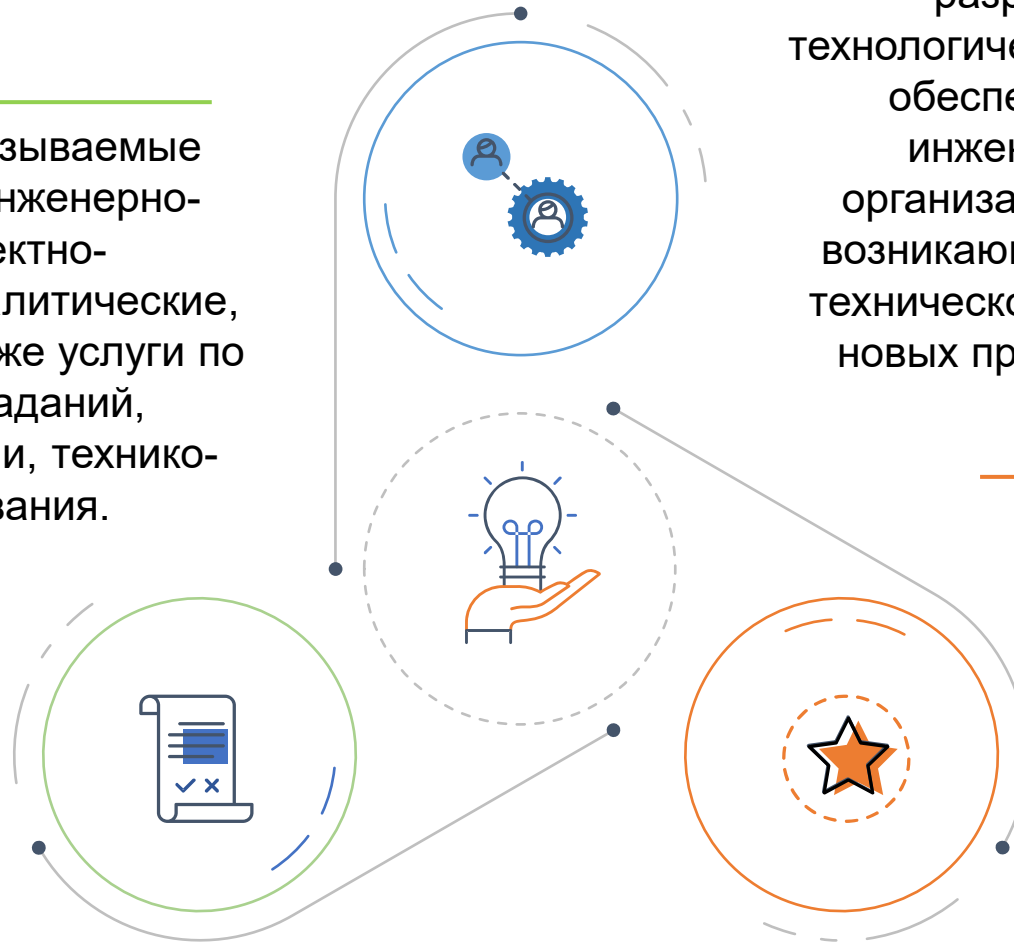 зываемые
нженерно-
ектно-
литические,
же услуги по
аданий,
и, технико-
вания.
разр
технологиче
обеспе
инжен
организа
возникаю
техническо
новых пр